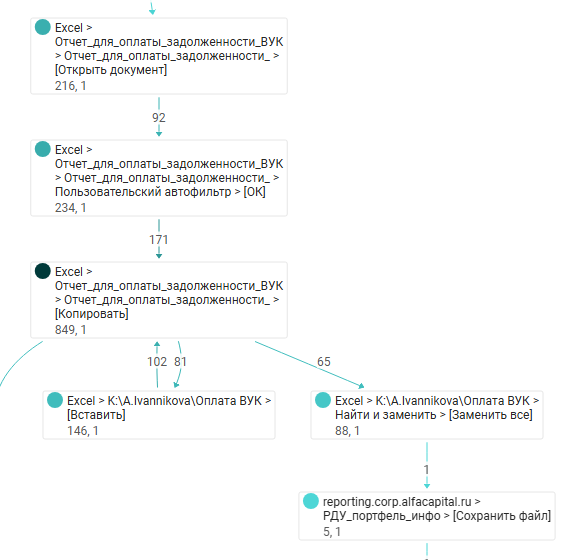 Excel >
Отчет_для_оплаты_задолженности_ВУК
> Отчет_для_оплаты_задолженности_ >
[Открыть документ]
216, 1
92
Excel >
Отчет_для_оплаты_задолженности_ВУК
> Отчет_для_оплаты_задолженности_ >
Пользовательский автофильтр > [ОК]
234, 1
171
Excel >
Отчет_для_оплаты_задолженности_ВУК
> Отчет_для_оплаты_задолженности_ >
[Копировать]
849, 1
102
81
65
Excel > K:\A.Ivannikova\Оплата ВУК >
[Вставить]
146, 1
Excel > K:\A.Ivannikova\Оплата ВУК >
Найти и заменить > [Заменить все]
88, 1
1
reporting.corp.alfacapital.ru >
РДУ_портфель_инфо > [Сохранить файл]
5, 1